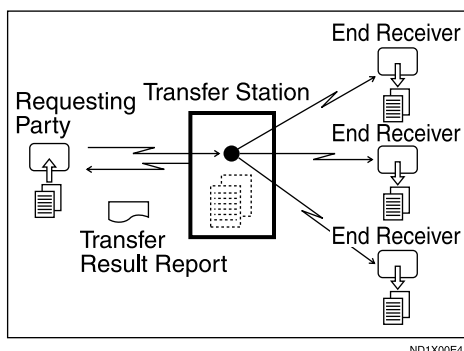 End Receiver
Requesting
Party
Transfer Station
End Receiver
Transfer
Result Report
End Receiver
ND1X00E4